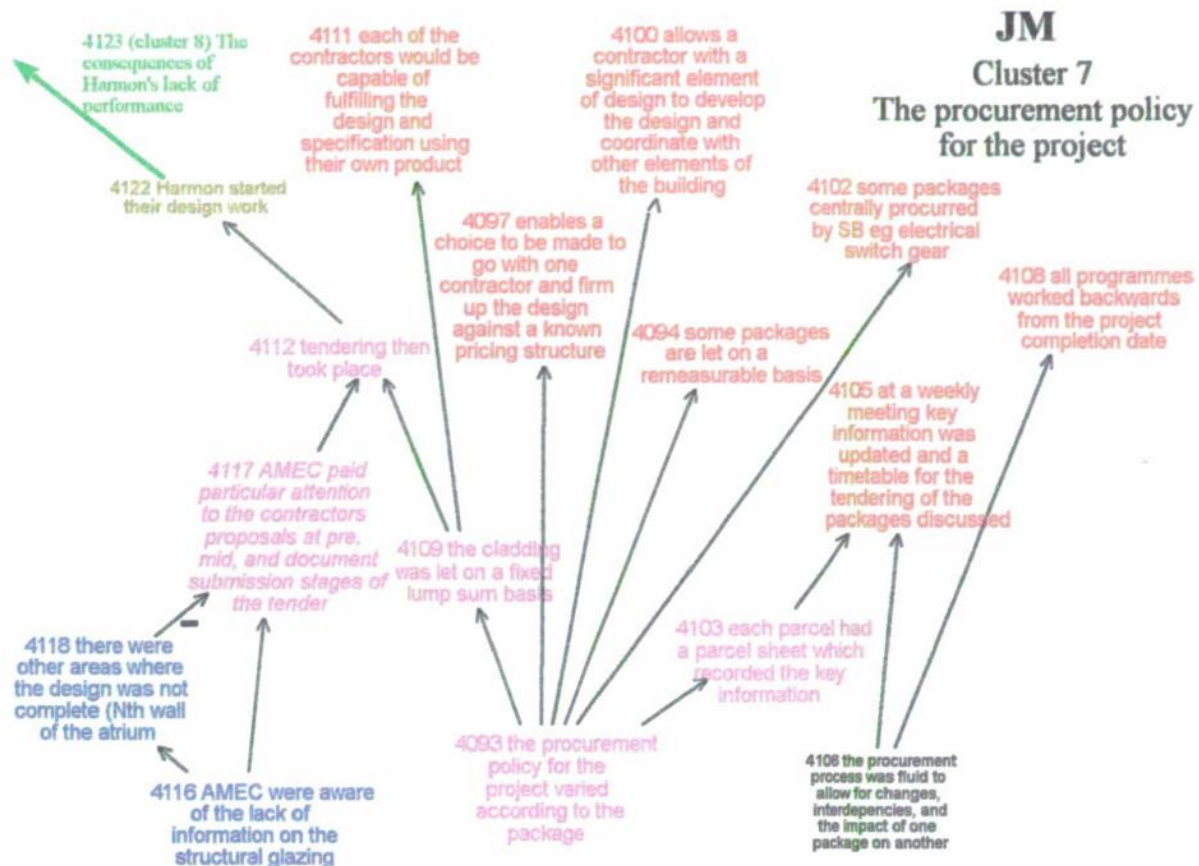 JM
Cluster 7
The procurement policy
for the project
4123 (cluster 8) The
consequences of
Harmon's lack of
performance
4111 each of the
contractors would be
capable of
fulfilling the
design and
specification using
their own product
4100 allows a
contractor with a
significant element
of design to develop
the design and
coordinate with
other elements of
the building
4122 Harmon started
their design work
4097 enables a
choice to be made to
go with one
contractor and firm
up the design
against a known
pricing structure
4102 some packages
centrally procurred
by SB eg electrical
switch gear
4108 all programmes
worked backwards
from the project
completion date
4112 tendering then
took place
4094 some packages
are let on a
remeasurable basis
4105 at a weekly
meeting key
information was
updated and a
timetable for the
tendering of the
packages discussed
4117 AMEC paid
particular attention
to the contractors
proposals at pre.
mid, and document
submission stages of
the tender
4109 the cladding
was let on a fixed
lump sum basis
4103 each parcel had
a parcel sheet which
recorded the key
information
4118 there were
other areas where
the design was not
complete (Nth wall
of the atrium
-
4116 AMEC were aware
of the lack of
information on the
structural glazing
4093 the procurement
policy for the
project varied
according to the
package
4106 the procurement
process was fluid to
allow for changes,
interdepencies, and
the impact of one
package on another